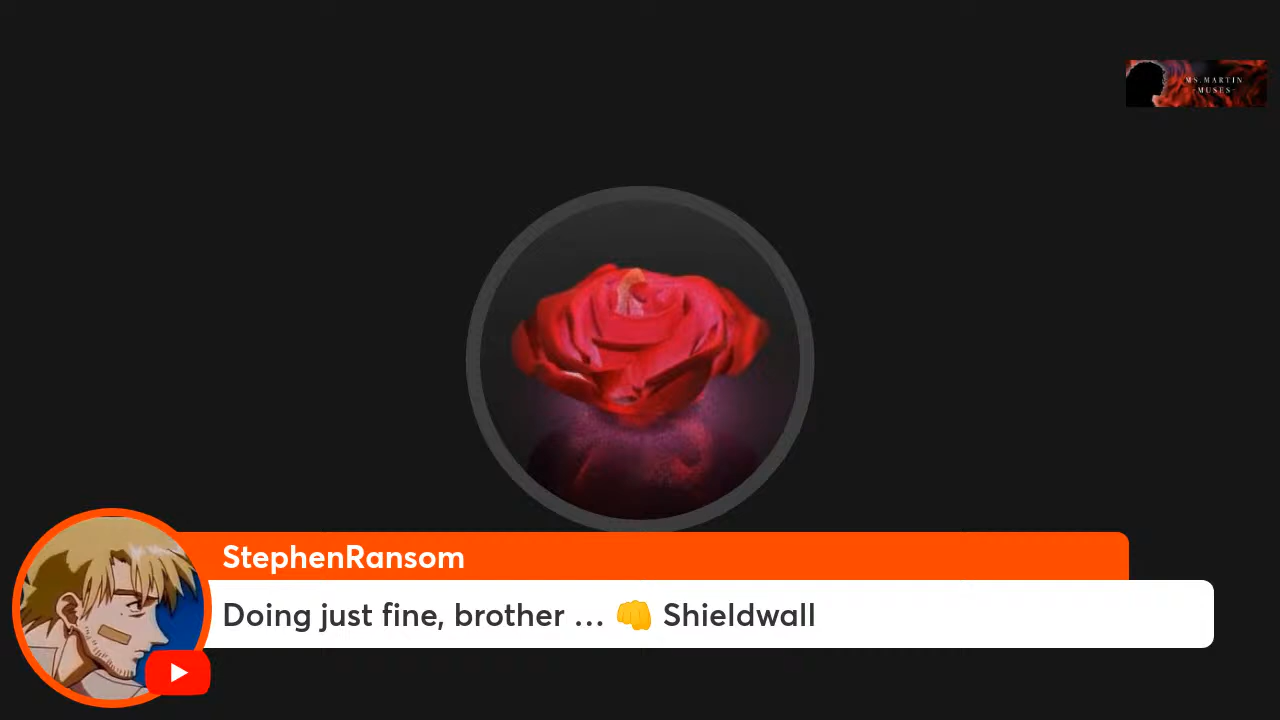 MS. MARTIN
-MUSES-
StephenRansom
Doing just fine, brother ... 👊 Shieldwall